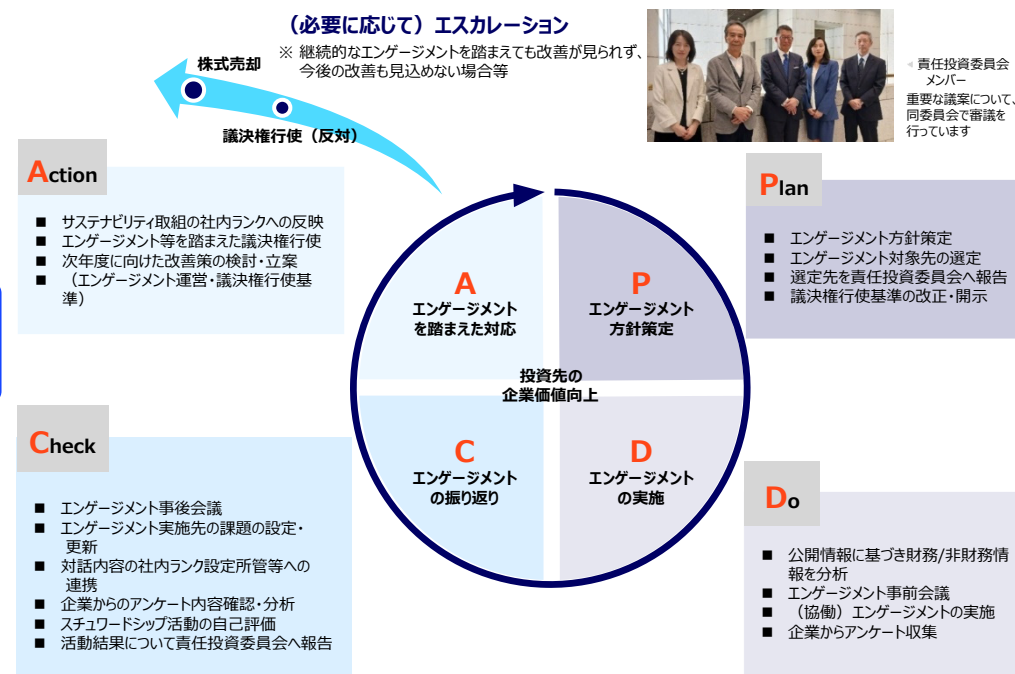 （必要に応じて）エスカレーション
※ 継続的なエンゲージメントを踏まえても改善が見られず、
今後の改善も見込めない場合等
株式売却
議決権行使（反対）
◀ 責任投資委員会
メンバー
重要な議案について、
同委員会で審議を
行っています
Action
■ サステナビリティ取組の社内ランクへの反映
■ エンゲージメント等を踏まえた議決権行使
■ 次年度に向けた改善策の検討・立案
■ （エンゲージメント運営・議決権行使基
準）
Plan
■ エンゲージメント方針策定
■ エンゲージメント対象先の選定
■ 選定先を責任投資委員会へ報告
■ 議決権行使基準の改正・開示
A
エンゲージメント
を踏まえた対応
P
エンゲージメント
方針策定
投資先の
企業価値向上
C
エンゲージメント
の振り返り
D
エンゲージメント
の実施
Check
■ エンゲージメント事後会議
■ エンゲージメント実施先の課題の設定・
更新
■ 対話内容の社内ランク設定所管等への
連携
■ 企業からのアンケート内容確認・分析
■ スチュワードシップ活動の自己評価
■ 活動結果について責任投資委員会へ報告
Do
■ 公開情報に基づき財務/非財務情
報を分析
■ エンゲージメント事前会議
■ （協働）エンゲージメントの実施
■ 企業からアンケート収集